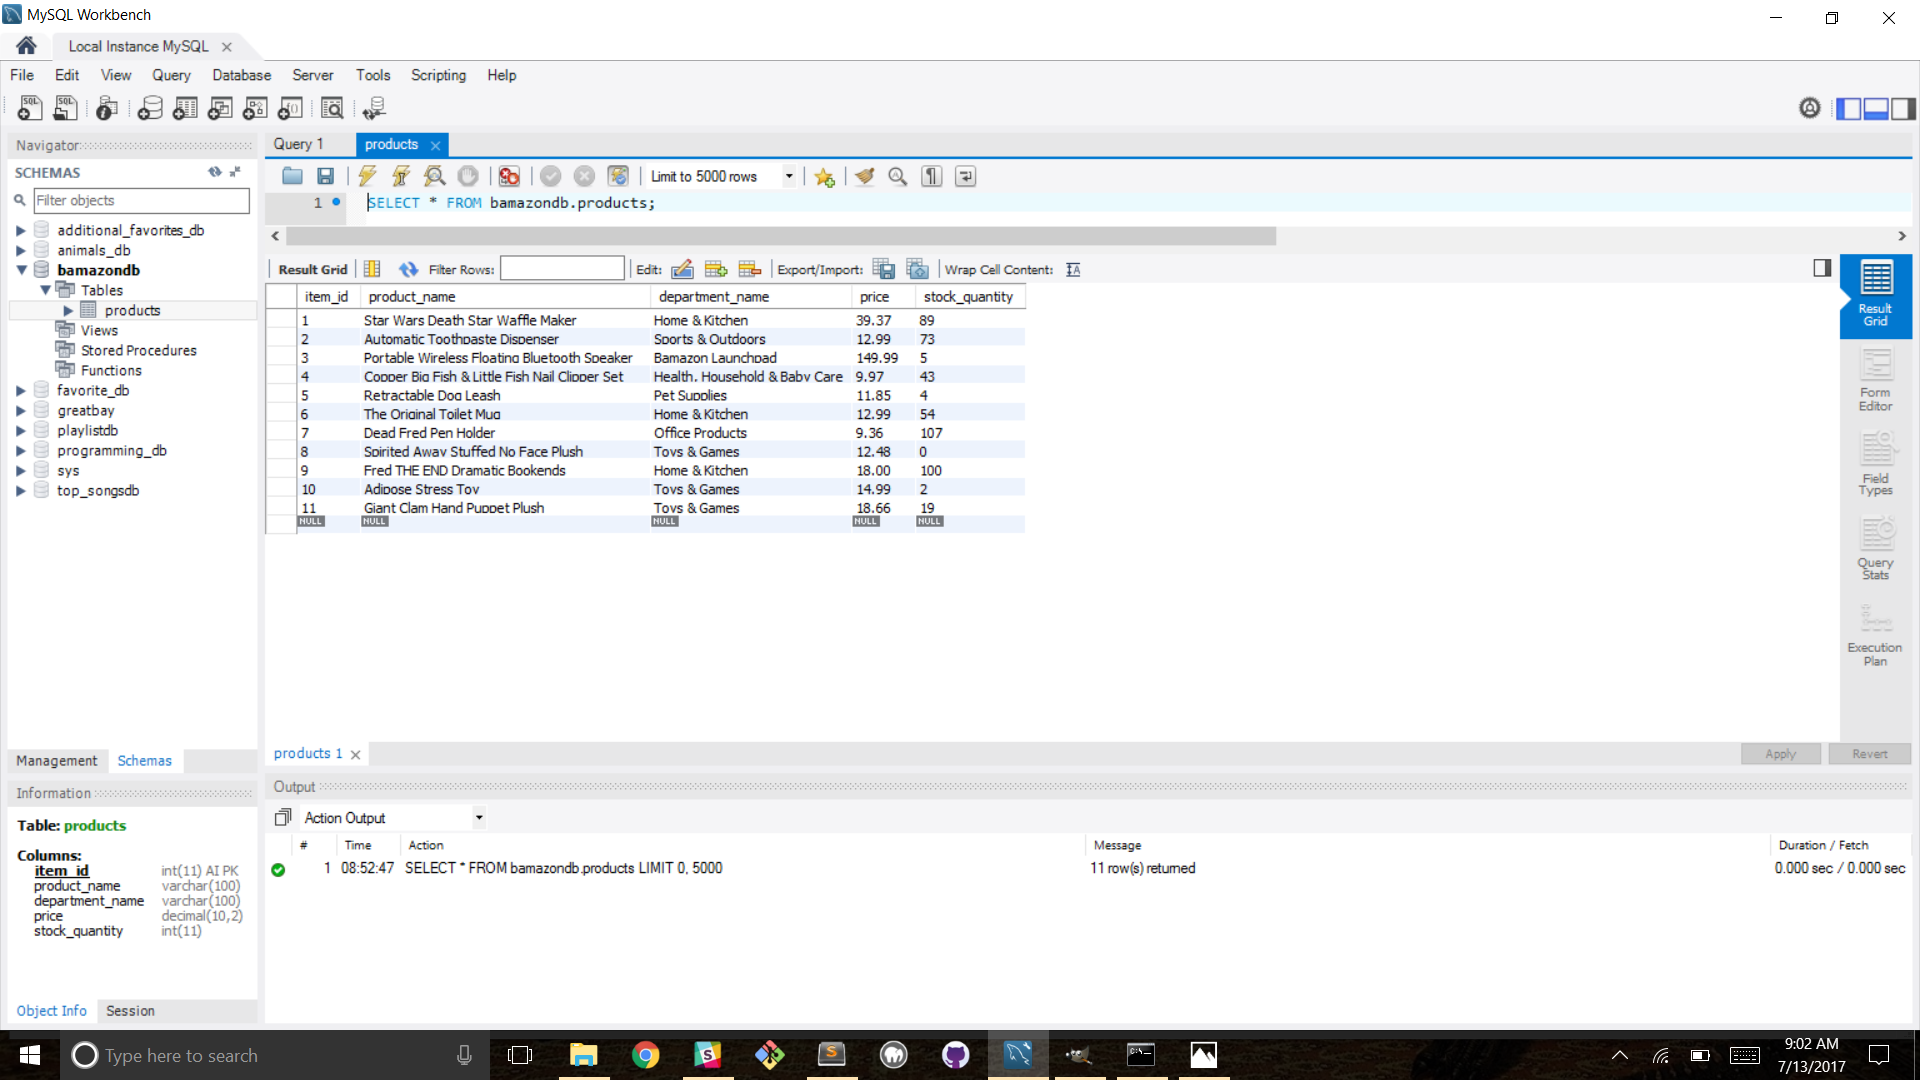 MySQL Workbench
Local Instance MySQL
File Edit View Query Database Server Tools Scripting Help
Navigator
SCHEMAS
Filter objects
additional_favorites_db
animals_db
bamazondb
Tables
products
Views
Stored Procedures
Functions
favorite_db
greatbay
playlistdb
programming_db
sys
top_songsdb
Management Schemas
Information
Table: products
Columns:
item_id int(11) AI PK
product_name varchar(100)
department_name varchar(100)
price decimal(10,2)
stock_quantity int(11)
Object Info Session
Query 1 products
Limit to 5000 rows
1 SELECT * FROM bamazondb.products;
Result Grid Filter Rows: Edit: Export/Import: Wrap Cell Content:
item_id product_name department_name price stock_quantity
1 Star Wars Death Star Waffle Maker Home & Kitchen 39.37 89
2 Automatic Toothpaste Dispenser Sports & Outdoors 12.99 73
3 Portable Wireless Floating Bluetooth Speaker Bamazon Launchpad 149.99 5
4 Copper Big Fish & Little Fish Nail Clipper Set Health, Household & Baby Care 9.97 43
5 Retractable Dog Leash Pet Supplies 11.85 4
6 The Original Toilet Mug Home & Kitchen 12.99 54
7 Dead Fred Pen Holder Office Products 9.36 107
8 Spirited Away Stuffed No Face Plush Toys & Games 12.48 0
9 Fred THE END Dramatic Bookends Home & Kitchen 18.00 100
10 Adipose Stress Toy Toys & Games 14.99 2
11 Giant Clam Hand Puppet Plush Toys & Games 18.66 19
NULL NULL NULL NULL NULL
Result
Grid
Form
Editor
Field
Types
Query
Stats
Execution
Plan
products 1
Apply Revert
Output
Action Output
# Time Action Message Duration / Fetch
1 08:52:47 SELECT * FROM bamazondb.products LIMIT 0, 5000 11 row(s) returned 0.000 sec / 0.000 sec
Type here to search
9:02 AM
7/13/2017